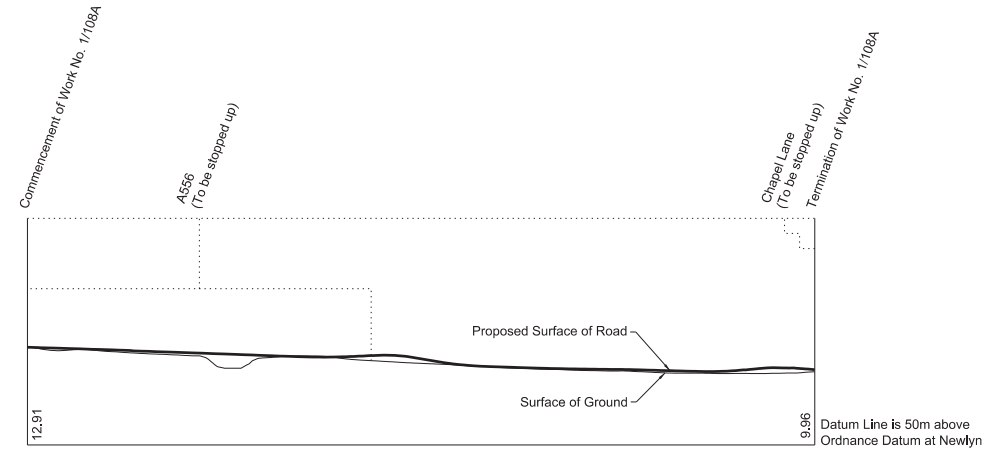 Commencement of Work No. 1/108A
A556
(To be stopped up)
Chapel Lane
(To be stopped up)
Termination of Work No. 1/108A
Proposed Surface of Road
Surface of Ground
12.91
9.96
Datum Line is 50m above
Ordnance Datum at Newlyn